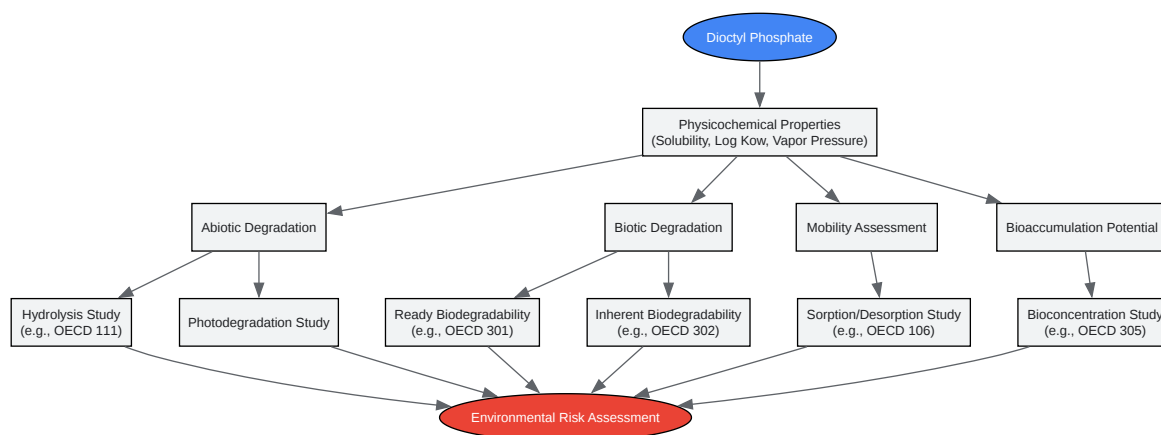 Dioctyl Phosphate
Physicochemical Properties
(Solubility, Log Kow, Vapor Pressure)
Abiotic Degradation
Biotic Degradation
Mobility Assessment
Bioaccumulation Potential
Hydrolysis Study
(e.g., OECD 111)
Photodegradation Study
Ready Biodegradability
(e.g., OECD 301)
Inherent Biodegradability
(e.g., OECD 302)
Sorption/Desorption Study
(e.g., OECD 106)
Bioconcentration Study
(e.g., OECD 305)
Environmental Risk Assessment